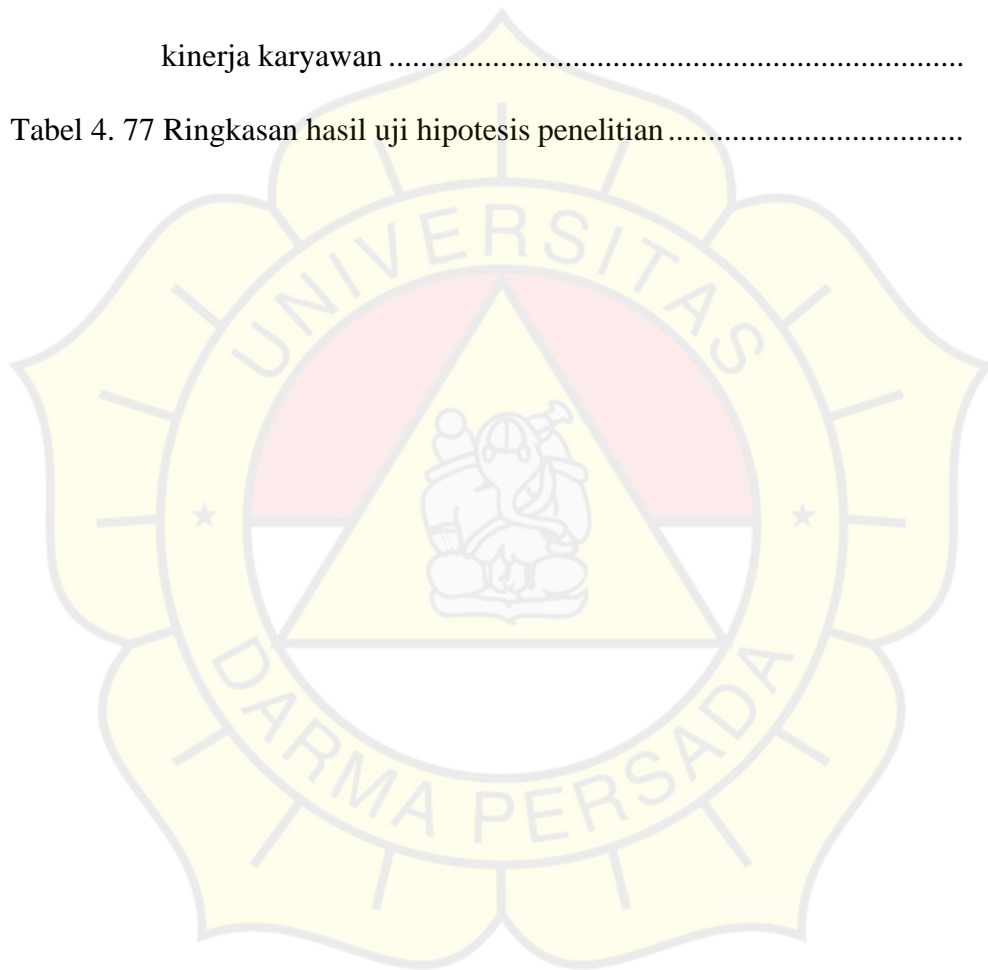 kinerja karyawan ........................................................................
Tabel 4. 77 Ringkasan hasil uji hipotesis penelitian .....................................
UNIVERSITAS
DARMA PERSADA